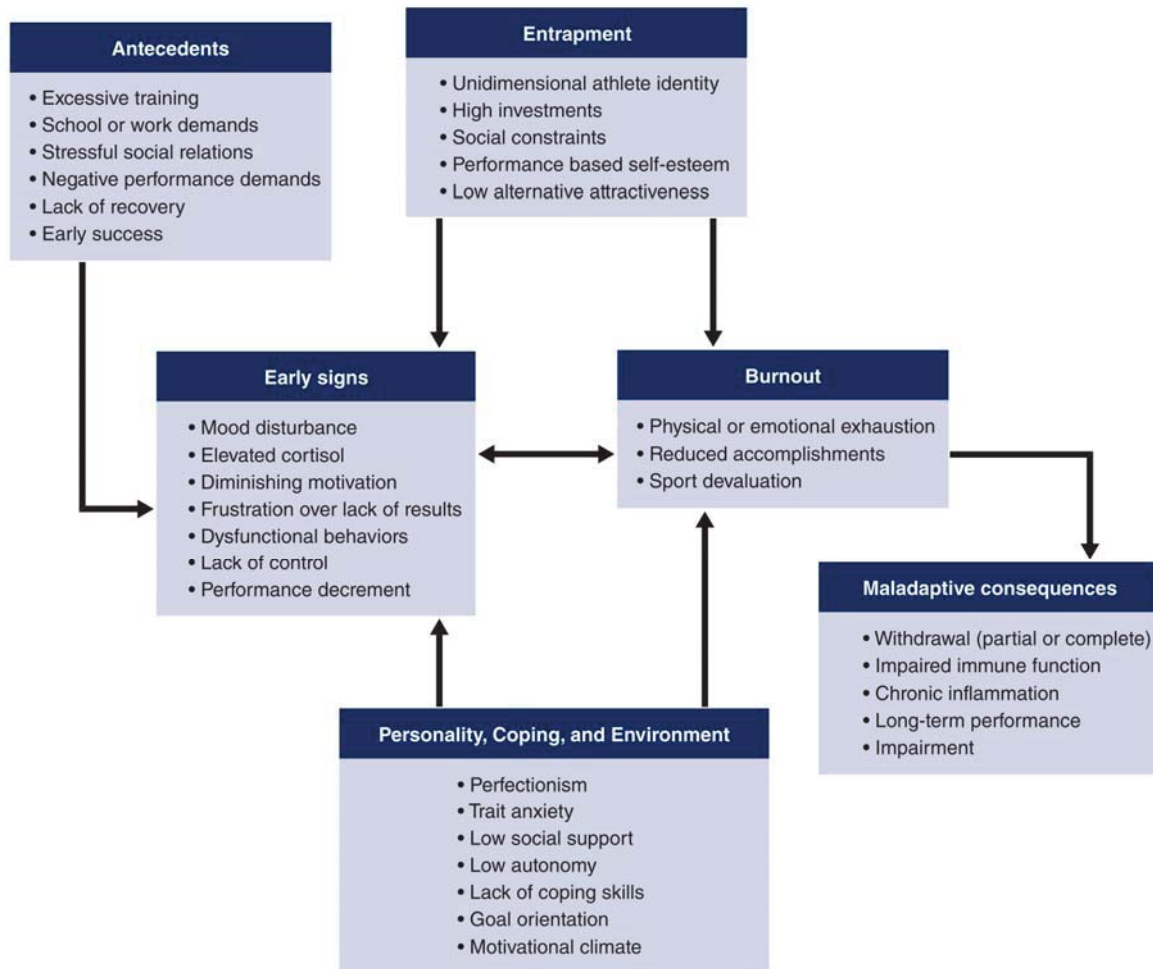 Antecedents
• Excessive training
• School or work demands
• Stressful social relations
• Negative performance demands
• Lack of recovery
• Early success
Entrapment
• Unidimensional athlete identity
• High investments
• Social constraints
• Performance based self-esteem
• Low alternative attractiveness
Early signs
• Mood disturbance
• Elevated cortisol
• Diminishing motivation
• Frustration over lack of results
• Dysfunctional behaviors
• Lack of control
• Performance decrement
Burnout
• Physical or emotional exhaustion
• Reduced accomplishments
• Sport devaluation
Maladaptive consequences
• Withdrawal (partial or complete)
• Impaired immune function
• Chronic inflammation
• Long-term performance
• Impairment
Personality, Coping, and Environment
• Perfectionism
• Trait anxiety
• Low social support
• Low autonomy
• Lack of coping skills
• Goal orientation
• Motivational climate